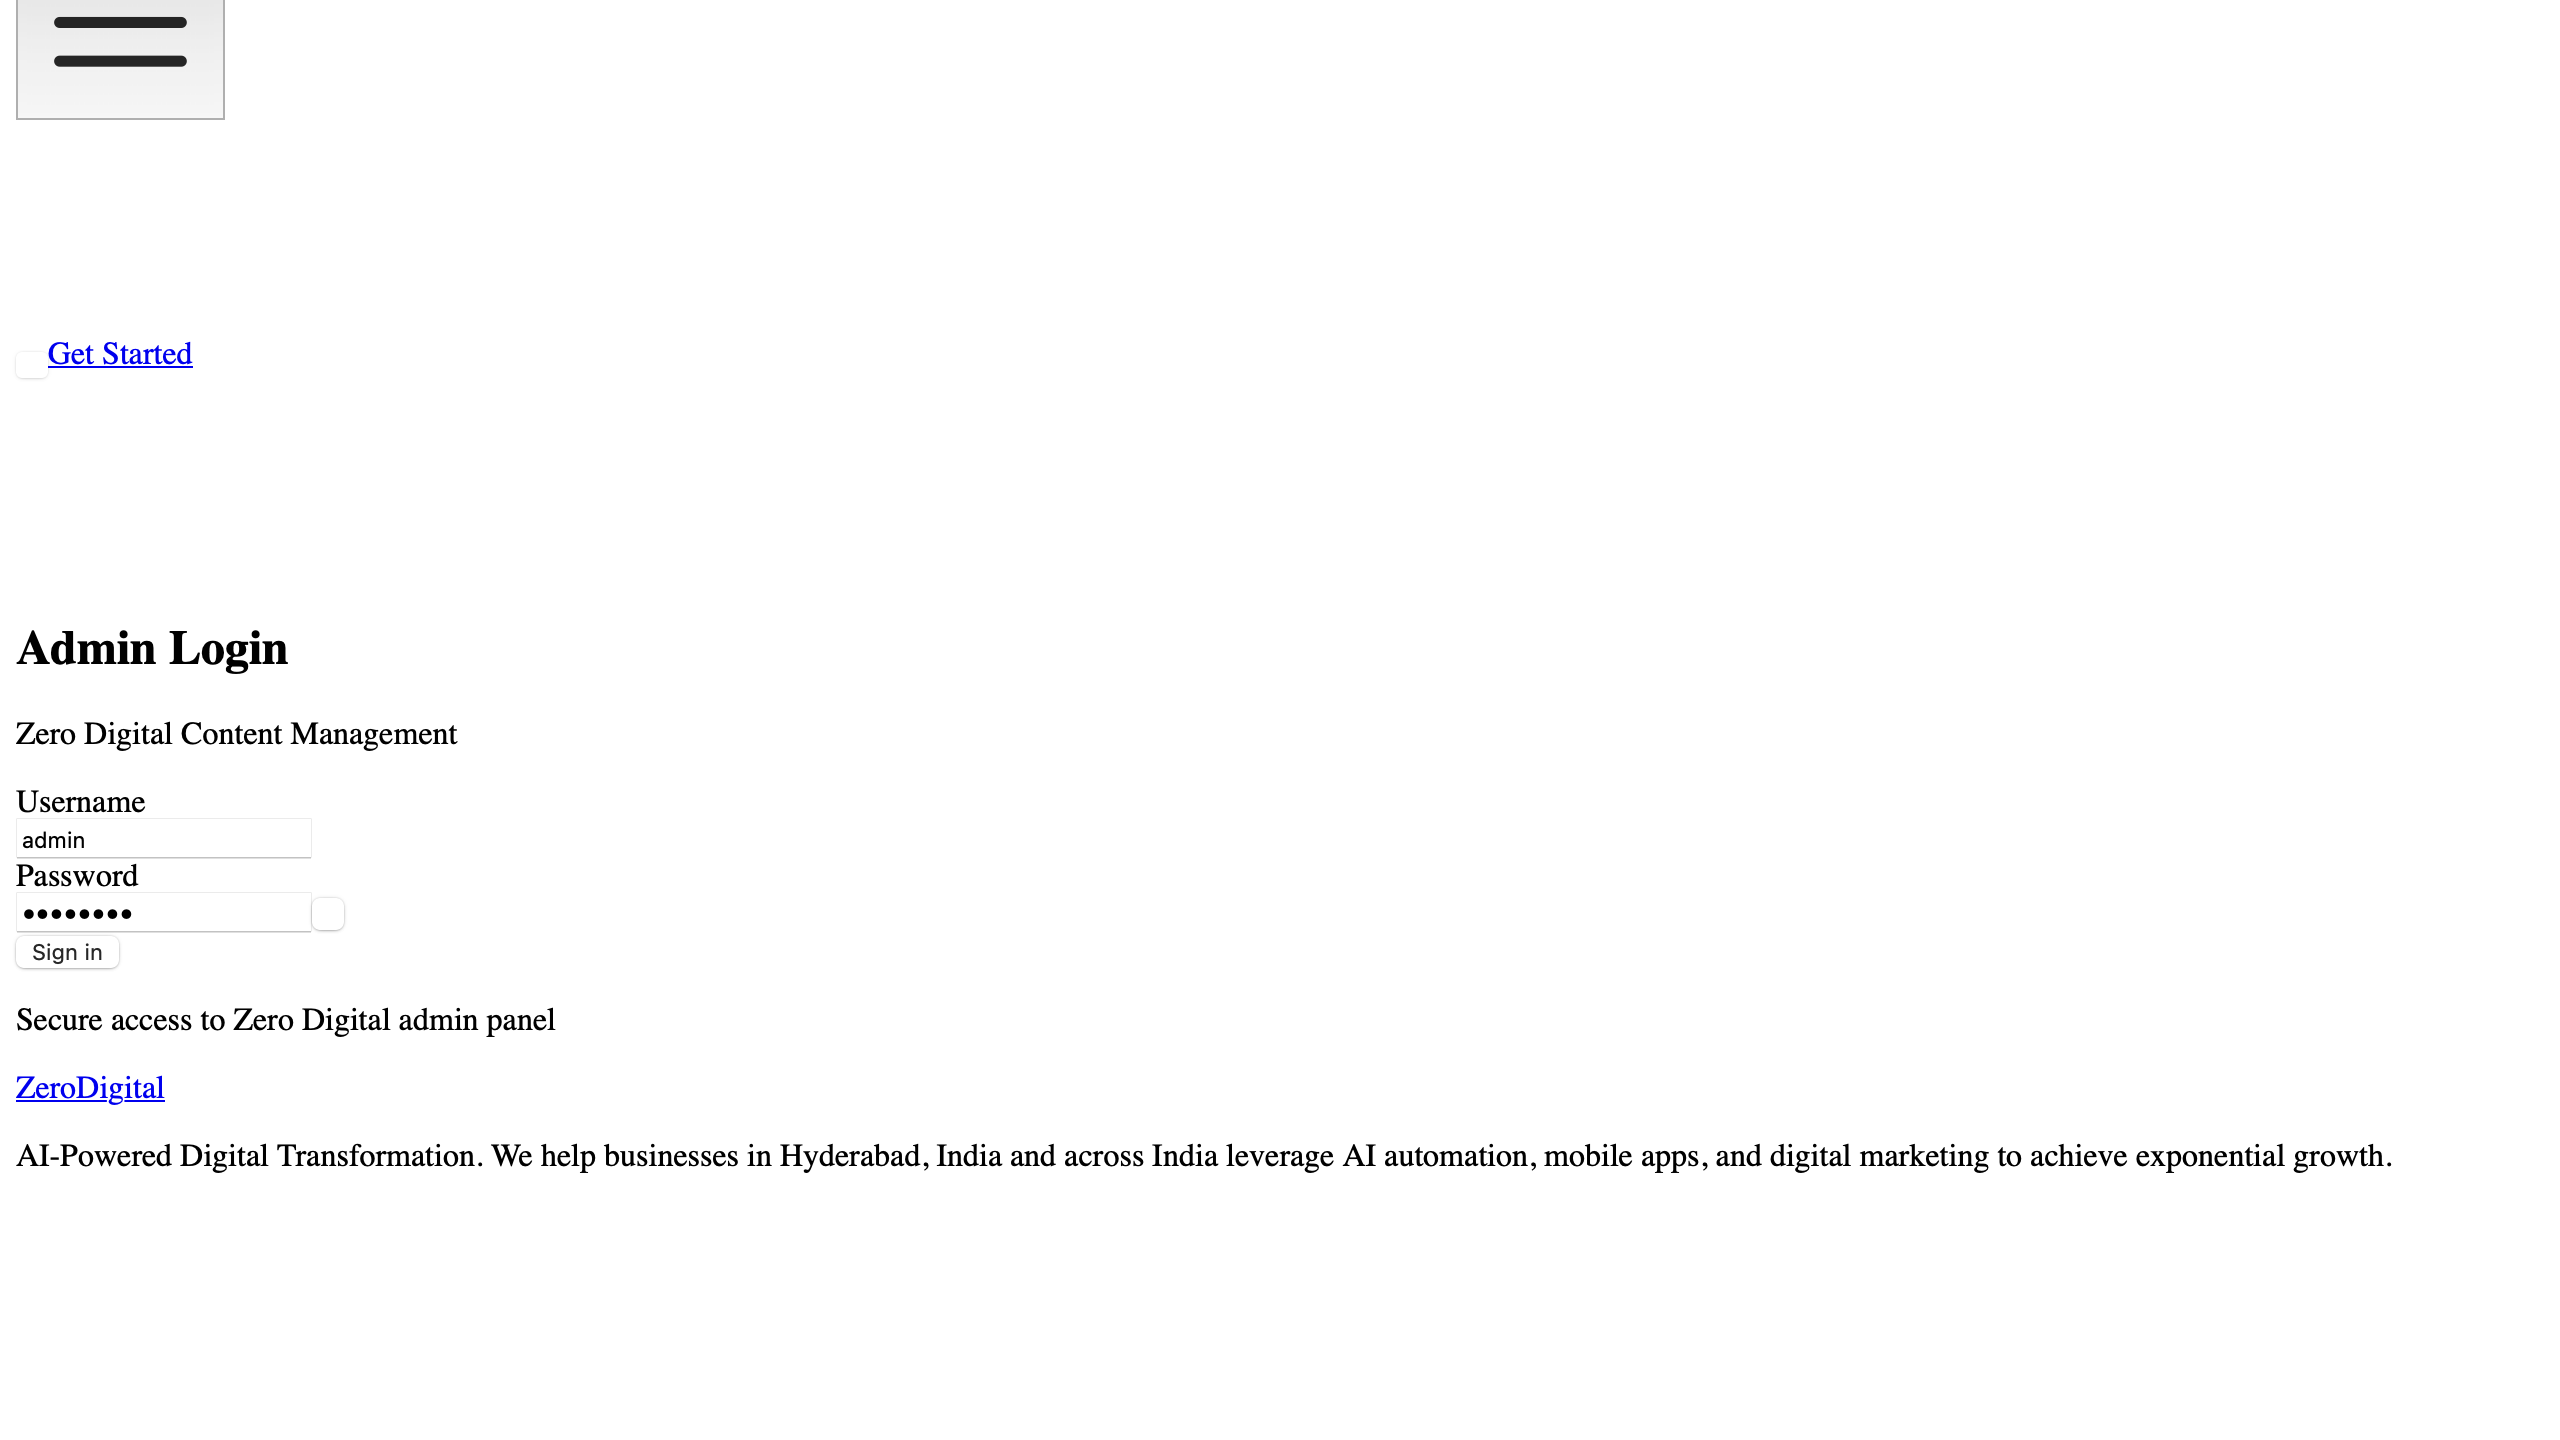 Get Started
Admin Login
Zero Digital Content Management
Username
admin
Password
••••••••
Sign in
Secure access to Zero Digital admin panel
ZeroDigital
AI-Powered Digital Transformation. We help businesses in Hyderabad, India and across India leverage AI automation, mobile apps, and digital marketing to achieve exponential growth.